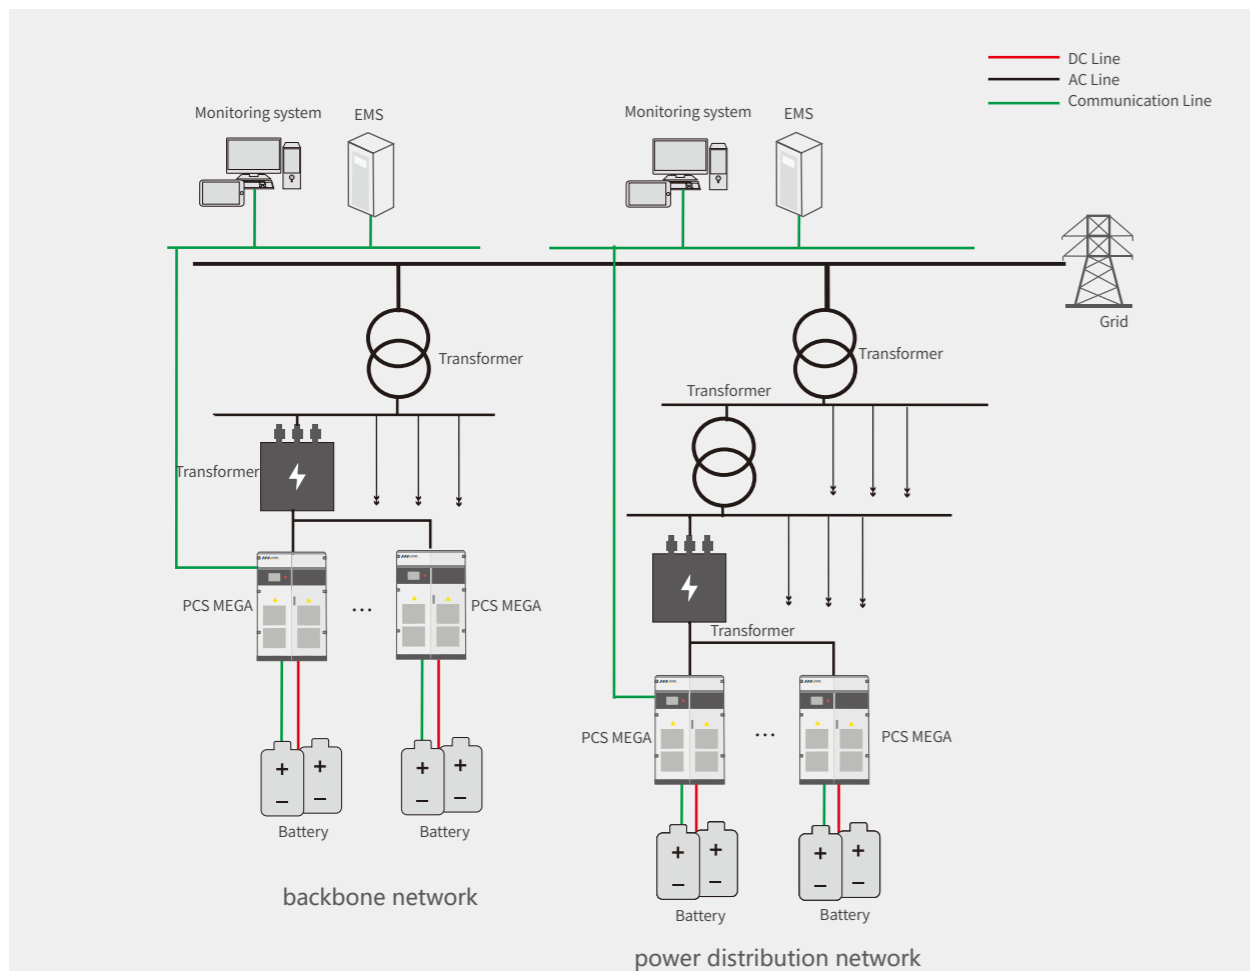 DC Line
AC Line
Communication Line
Monitoring system
EMS
Monitoring system
EMS
Grid
Transformer
Transformer
Transformer
Transformer
Transformer
PCS MEGA
...
PCS MEGA
PCS MEGA
...
PCS MEGA
Battery
Battery
Battery
Battery
backbone network
power distribution network